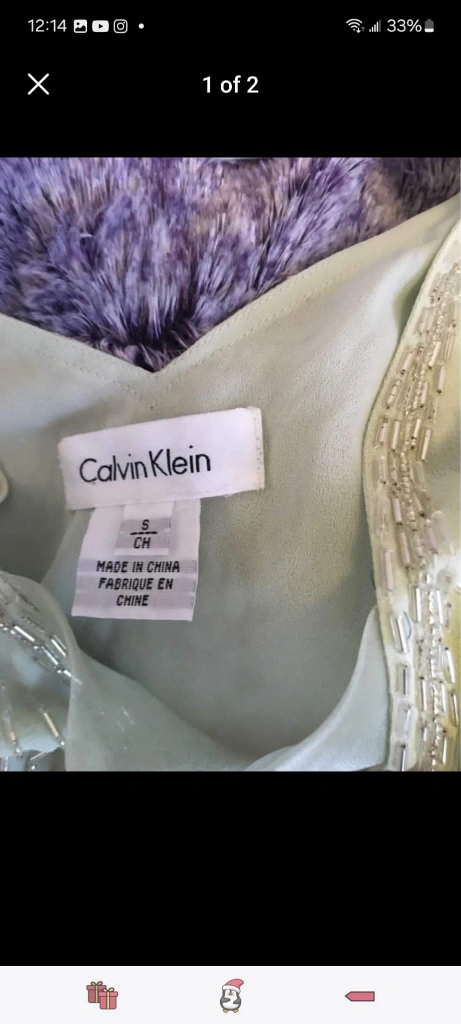 12:14
33%
1 of 2
Calvin Klein
S
CH
MADE IN CHINA
FABRIQUE EN
CHINE